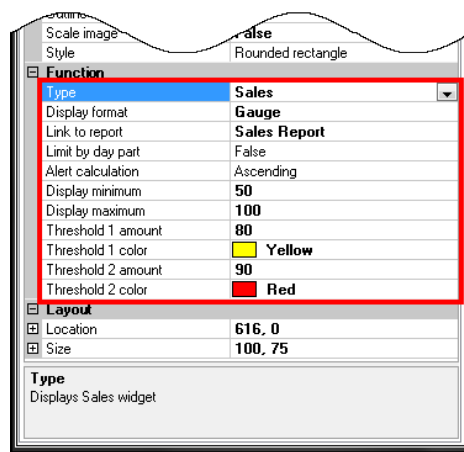 Scale image False
Style Rounded rectangle
Function
Type Sales
Display format Gauge
Link to report Sales Report
Limit by day part False
Alert calculation Ascending
Display minimum 50
Display maximum 100
Threshold 1 amount 80
Threshold 1 color Yellow
Threshold 2 amount 90
Threshold 2 color Red
Layout
Location 616, 0
Size 100, 75
Type
Displays Sales widget